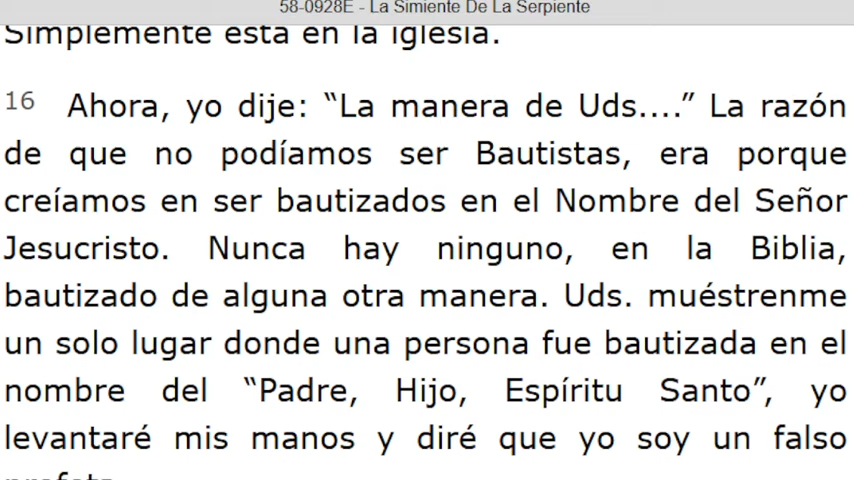 58-0928E - La Simiente De La Serpiente
Simplemente está en la iglesia.
16 Ahora, yo dije: “La manera de Uds....” La razón
de que no podíamos ser Bautistas, era porque
creíamos en ser bautizados en el Nombre del Señor
Jesucristo. Nunca hay ninguno, en la Biblia,
bautizado de alguna otra manera. Uds. muéstrenme
un solo lugar donde una persona fue bautizada en el
nombre del “Padre, Hijo, Espíritu Santo”, yo
levantaré mis manos y diré que yo soy un falso